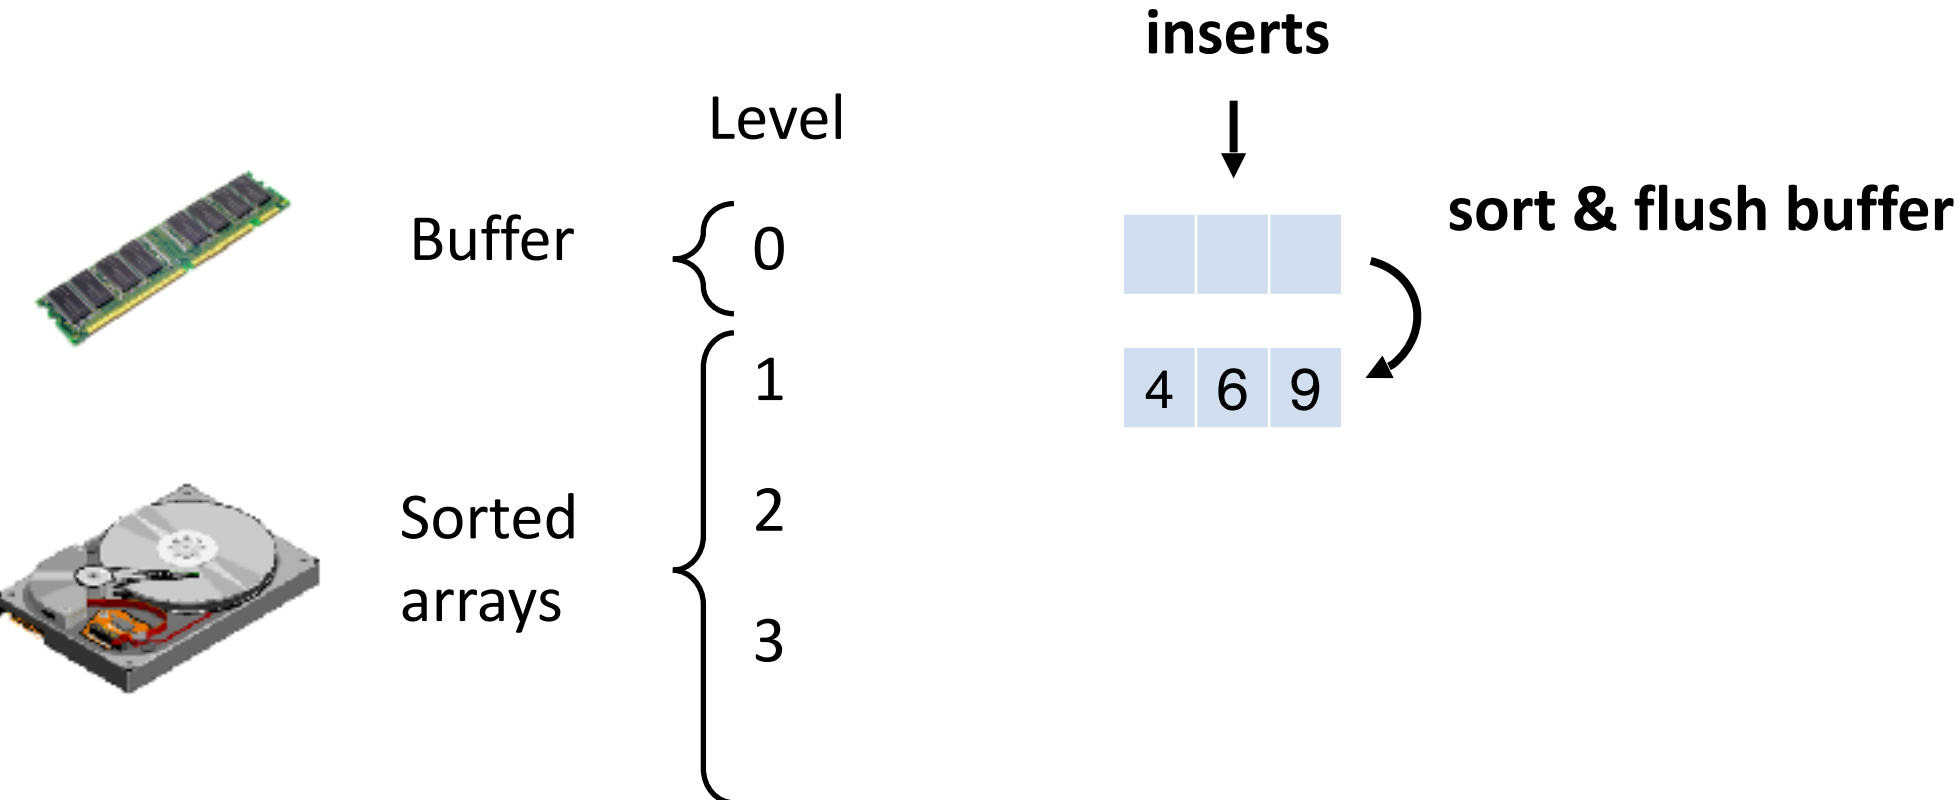 inserts
Level
Buffer
0
sort & flush buffer
1
4 6 9
2
Sorted
arrays
3